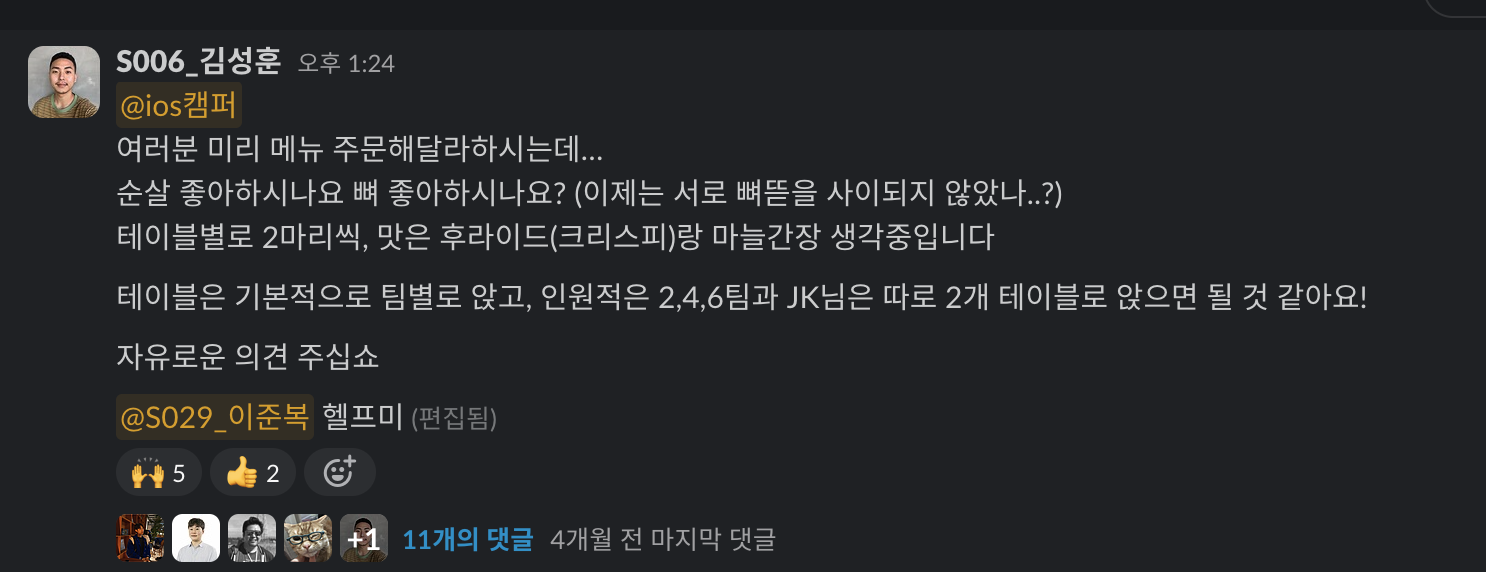 S006_김성훈 오후 1:24
@ios캠퍼
여러분 미리 메뉴 주문해달라하시는데...
순살 좋아하시나요 뼈 좋아하시나요? (이제는 서로 뼈뜯을 사이되지 않았나..?)
테이블별로 2마리씩, 맛은 후라이드(크리스피)랑 마늘간장 생각중입니다
테이블은 기본적으로 팀별로 앉고, 인원적은 2,4,6팀과 JK님은 따로 2개 테이블로 앉으면 될 것 같아요!
자유로운 의견 주십쇼
@S029_이준복 헬프미 (편집됨)
5 2
+1 11개의 댓글 4개월 전 마지막 댓글